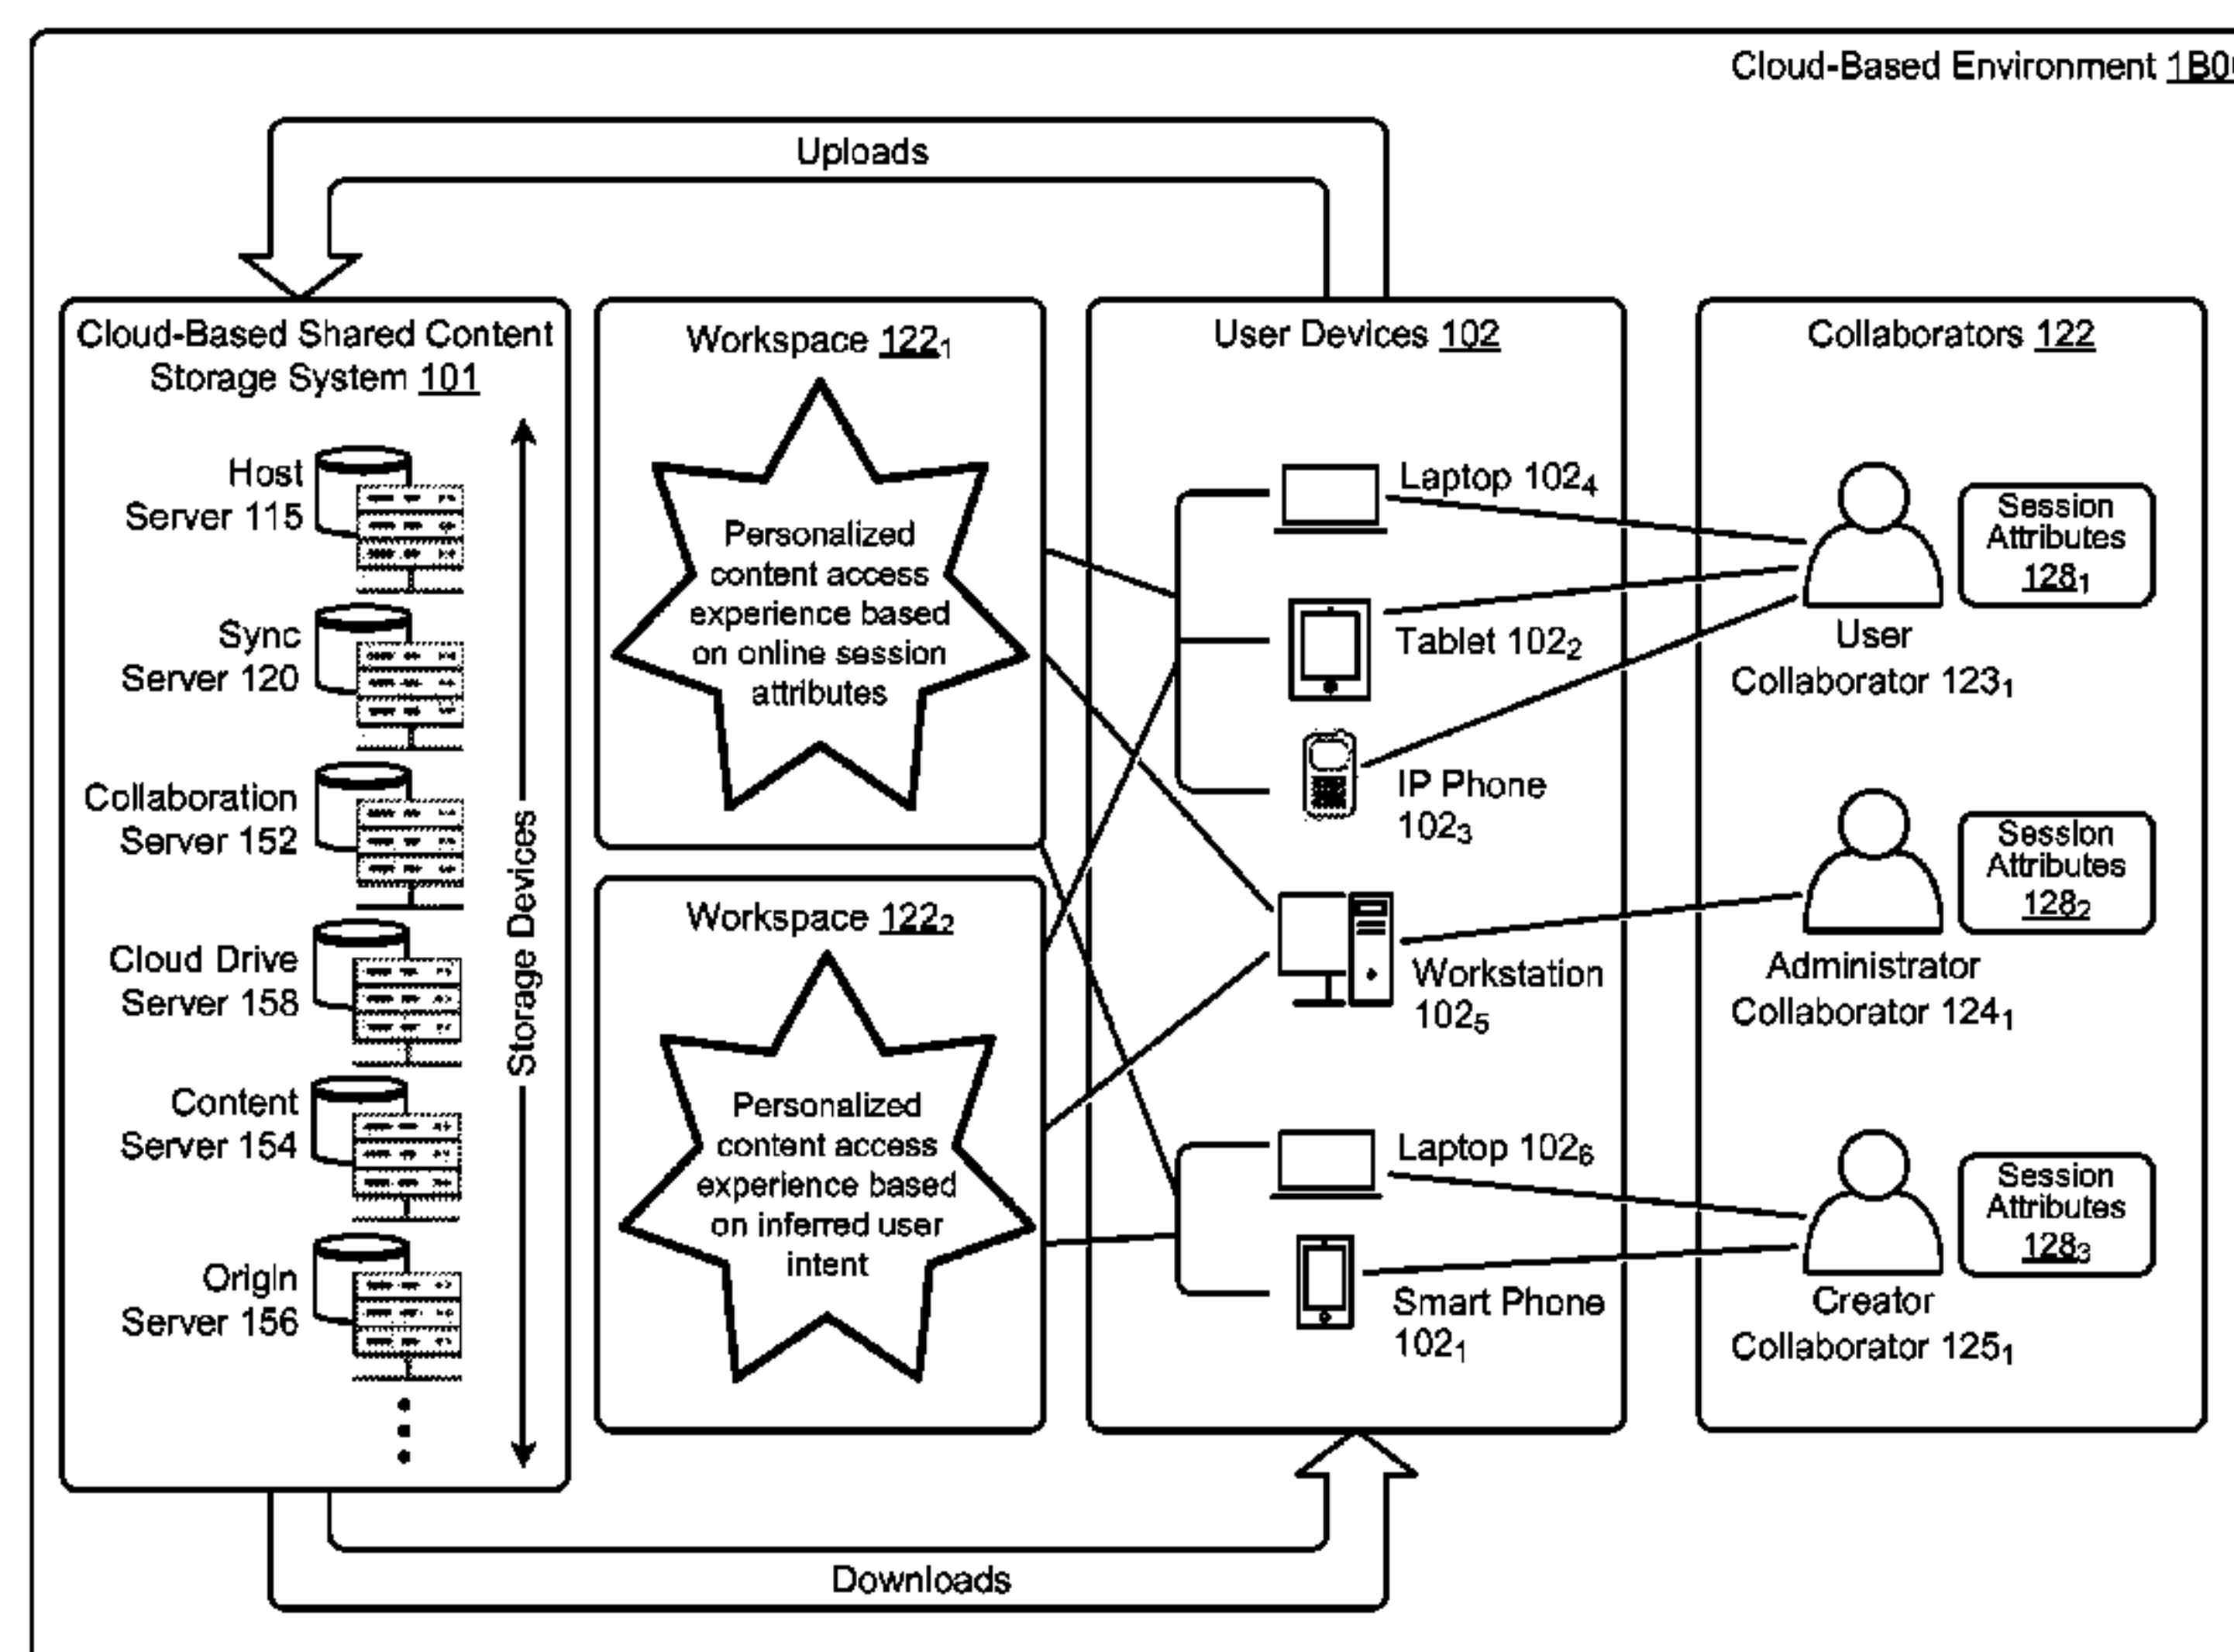 Cloud-Based Environment 1B0
Uploads
Cloud-Based Shared Content
Storage System 101
Host
Server 115
Sync
Server 120
Collaboration
Server 152
Cloud Drive
Server 158
Content
Server 154
Origin
Server 156
Storage Devices
Workspace 122₁
Personalized
content access
experience based
on online session
attributes
Workspace 122₂
Personalized
content access
experience based
on inferred user
intent
User Devices 102
Laptop 102₄
Tablet 102₂
IP Phone
102₃
Workstation
102₅
Laptop 102₆
Smart Phone
102₁
Collaborators 122
Session
Attributes
128₁
User
Collaborator 123₁
Session
Attributes
128₂
Administrator
Collaborator 124₁
Session
Attributes
128₃
Creator
Collaborator 125₁
Downloads